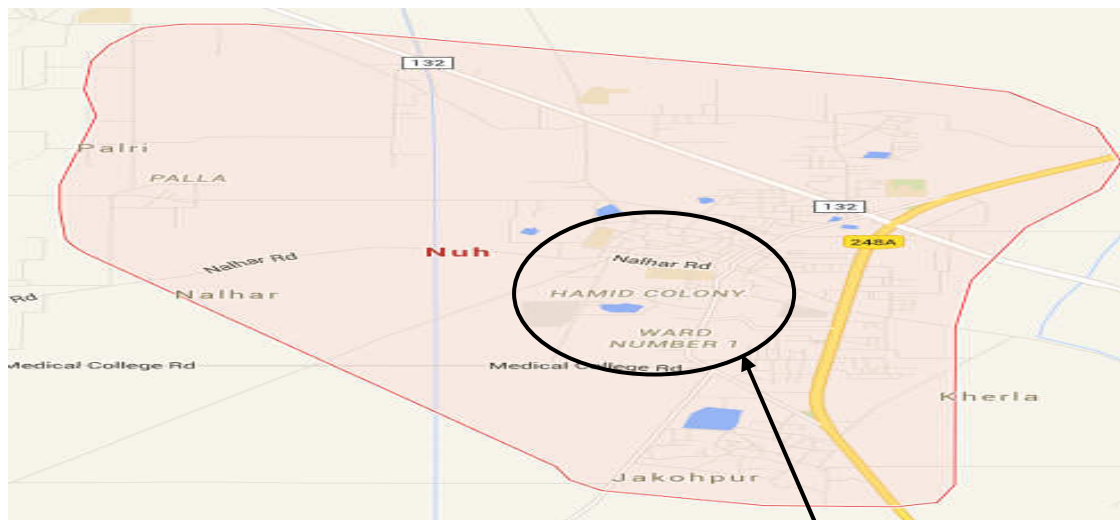 132
Palri
PALLA
132
248A
Nuh
Nalhar Rd
Nalhar Rd
Nalhar
Rd
HAMID COLONY
WARD
NUMBER 1
Medical College Rd
Medical College Rd
Kherla
Jakohpur